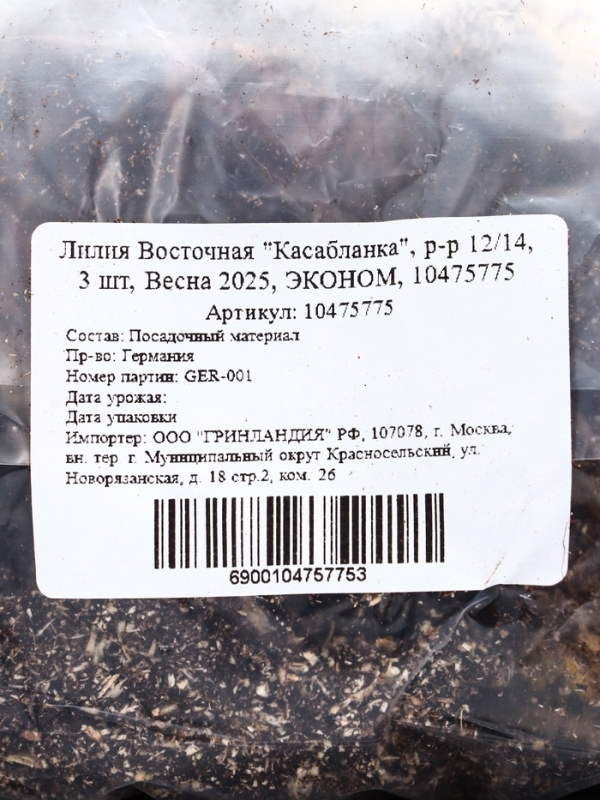 Лилия Восточная "Касабланка", р-р 12/14,
3 шт, Весна 2025, ЭКОНОМ, 10475775
Артикул: 10475775
Состав: Посадочный материал
Пр-во: Германия
Номер партии: GER-001
Дата урожая:
Дата упаковки
Импортер: ООО "ГРИНЛАНДИЯ" РФ, 107078, г. Москва,
вн. тер. г. Муниципальный округ Красносельский, ул.
Новорязанская, д. 18 стр.2, ком. 26
6900104757753